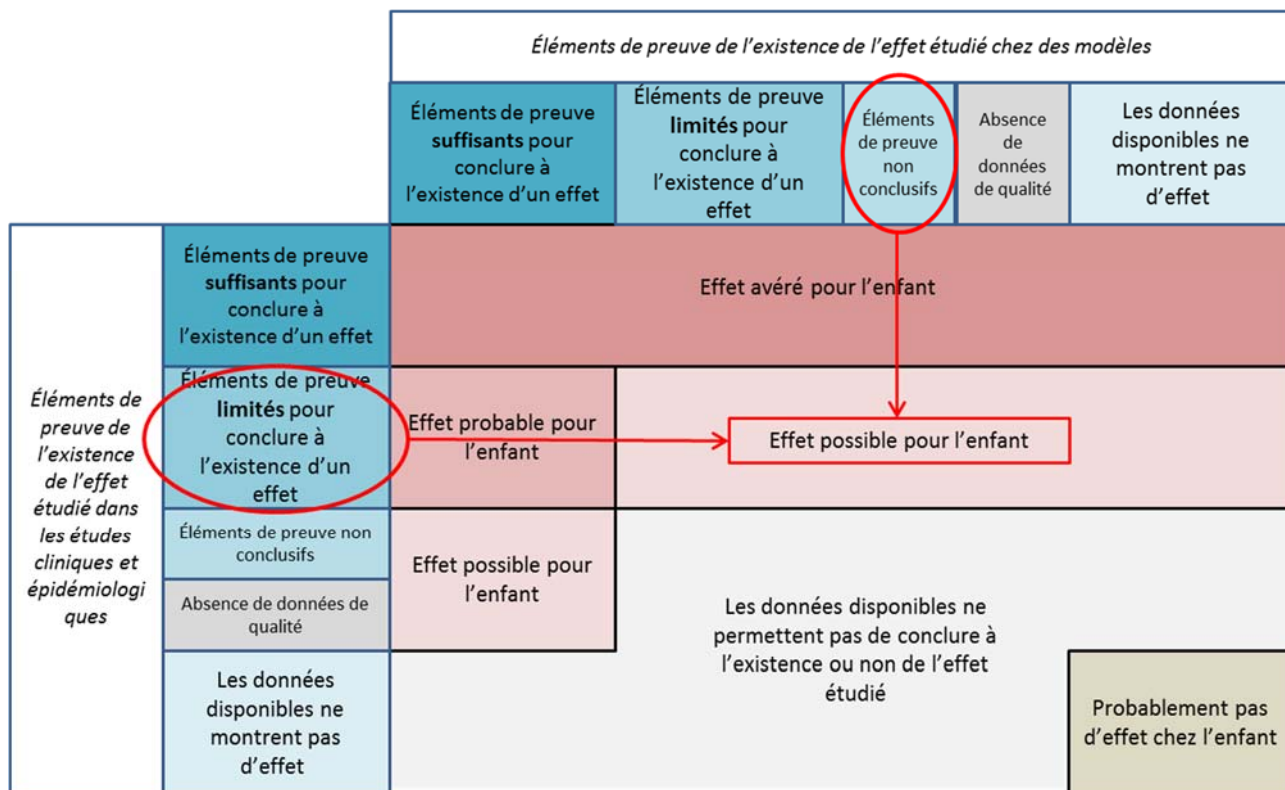 Éléments de preuve de l'existence de l'effet étudié chez des modèles
Éléments de preuve
suffisants pour
conclure à
l'existence d'un effet
Éléments de preuve
limités pour
conclure à
l'existence d'un
effet
Éléments
de preuve
non
conclusifs
Absence
de
données
de qualité
Les données
disponibles ne
montrent pas
d'effet
Éléments de
preuve de
l'existence
de l'effet
étudié dans
les études
cliniques et
épidémiologi
ques
Éléments de preuve
suffisants pour
conclure à
l'existence d'un effet
Effet avéré pour l'enfant
Éléments de preuve
limités pour
conclure à
l'existence d'un
effet
Effet probable pour
l'enfant
Effet possible pour l'enfant
Éléments de preuve non
conclusifs
Effet possible pour
l'enfant
Absence de données de
qualité
Les données disponibles ne
permettent pas de conclure à
l'existence ou non de l'effet
étudié
Les données
disponibles ne
montrent pas
d'effet
Probablement pas
d'effet chez l'enfant